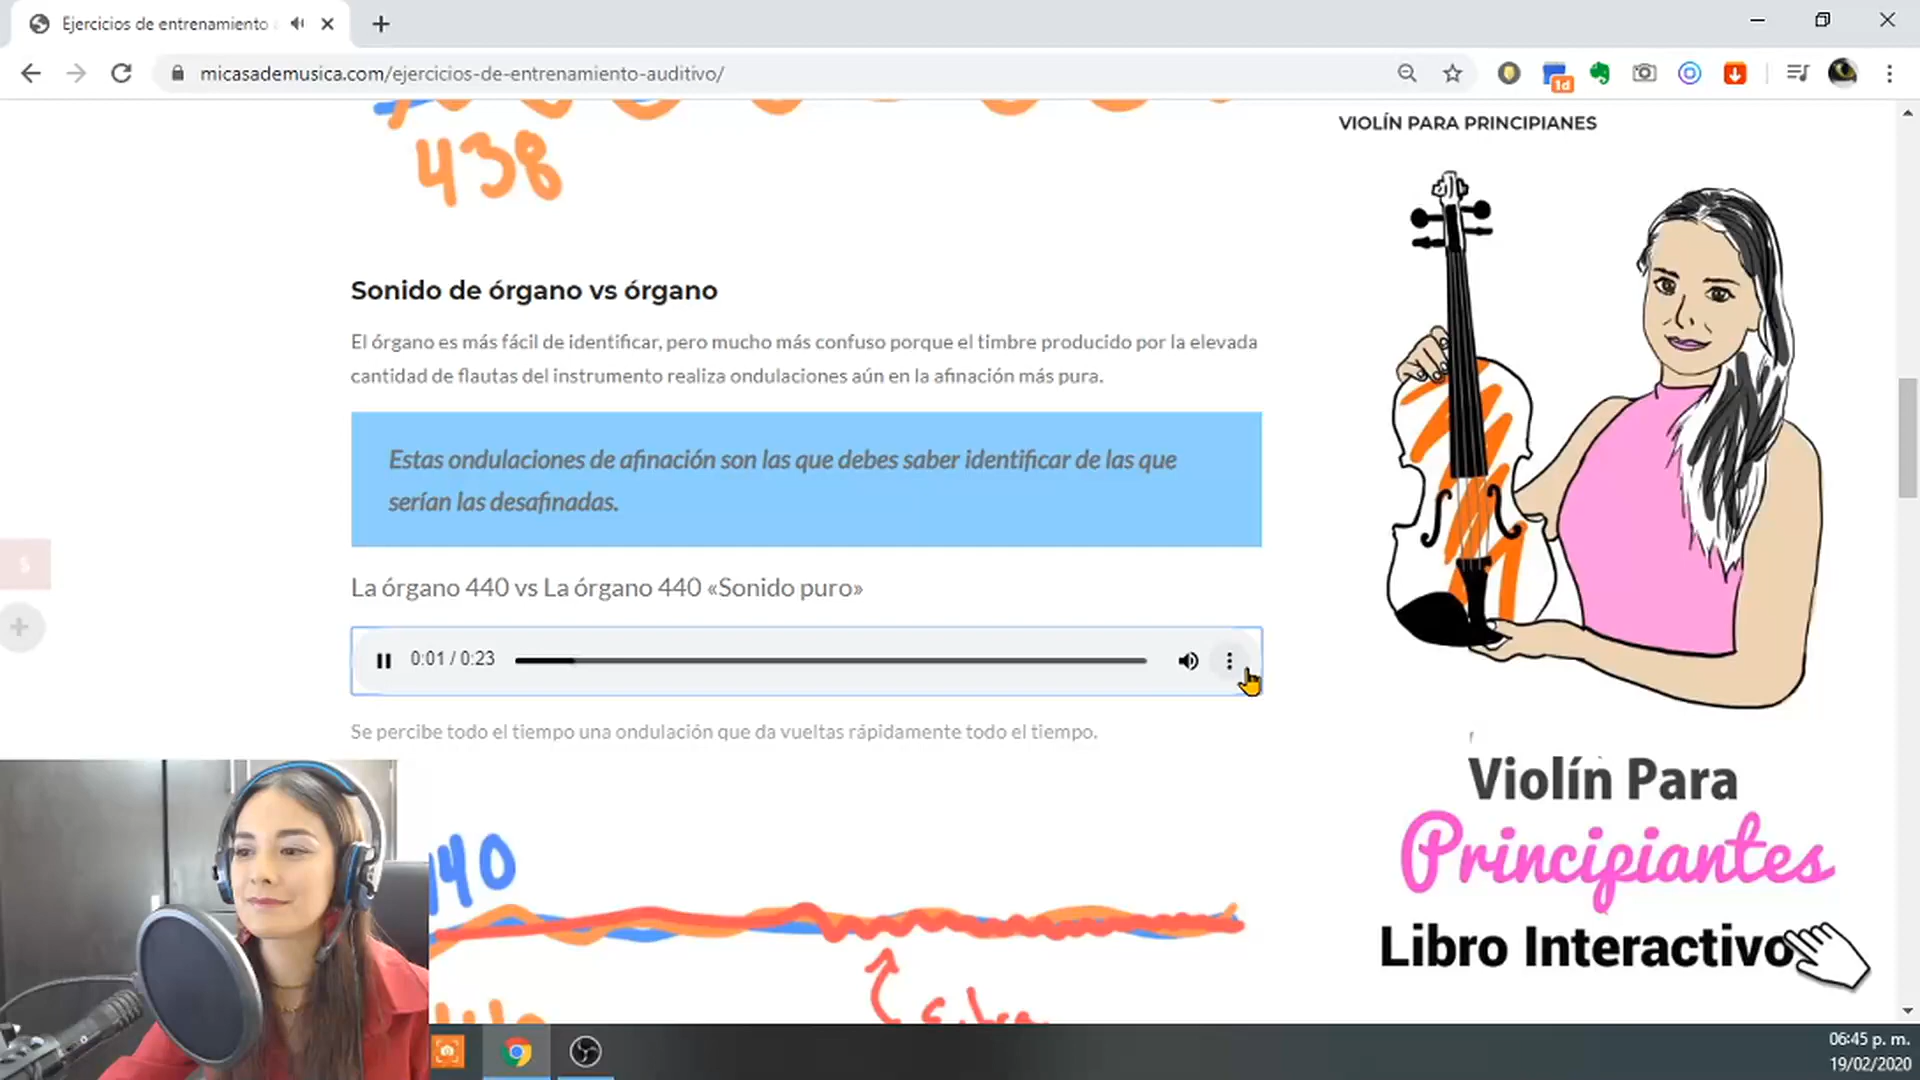 Ejercicios de entrenamiento
micasademusica.com/ejercicios-de-entrenamiento-auditivo/
1d
438
VIOLÍN PARA PRINCIPIANES
Sonido de órgano vs órgano
El órgano es más fácil de identificar, pero mucho más confuso porque el timbre producido por la elevada
cantidad de flautas del instrumento realiza ondulaciones aún en la afinación más pura.
Estas ondulaciones de afinación son las que debes saber identificar de las que
serían las desafinadas.
La órgano 440 vs La órgano 440 «Sonido puro»
0:01 / 0:23
Se percibe todo el tiempo una ondulación que da vueltas rápidamente todo el tiempo.
Violín Para
Principiantes
Libro Interactivo
06:45 p. m.
19/02/2020